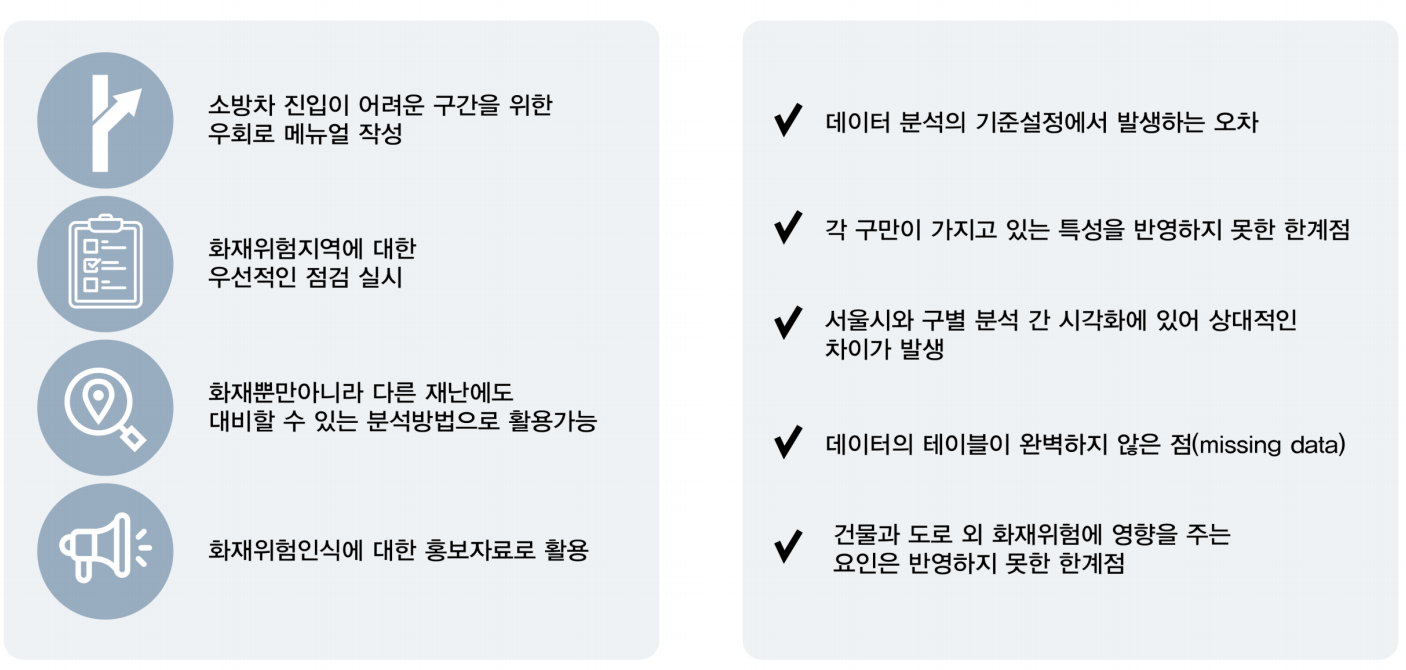 소방차 진입이 어려운 구간을 위한
우회로 메뉴얼 작성
화재위험지역에 대한
우선적인 점검 실시
화재뿐만아니라 다른 재난에도
대비할 수 있는 분석방법으로 활용가능
화재위험인식에 대한 홍보자료로 활용
데이터 분석의 기준설정에서 발생하는 오차
각 구만이 가지고 있는 특성을 반영하지 못한 한계점
서울시와 구별 분석 간 시각화에 있어 상대적인
차이가 발생
데이터의 테이블이 완벽하지 않은 점(missing data)
건물과 도로 외 화재위험에 영향을 주는
요인은 반영하지 못한 한계점